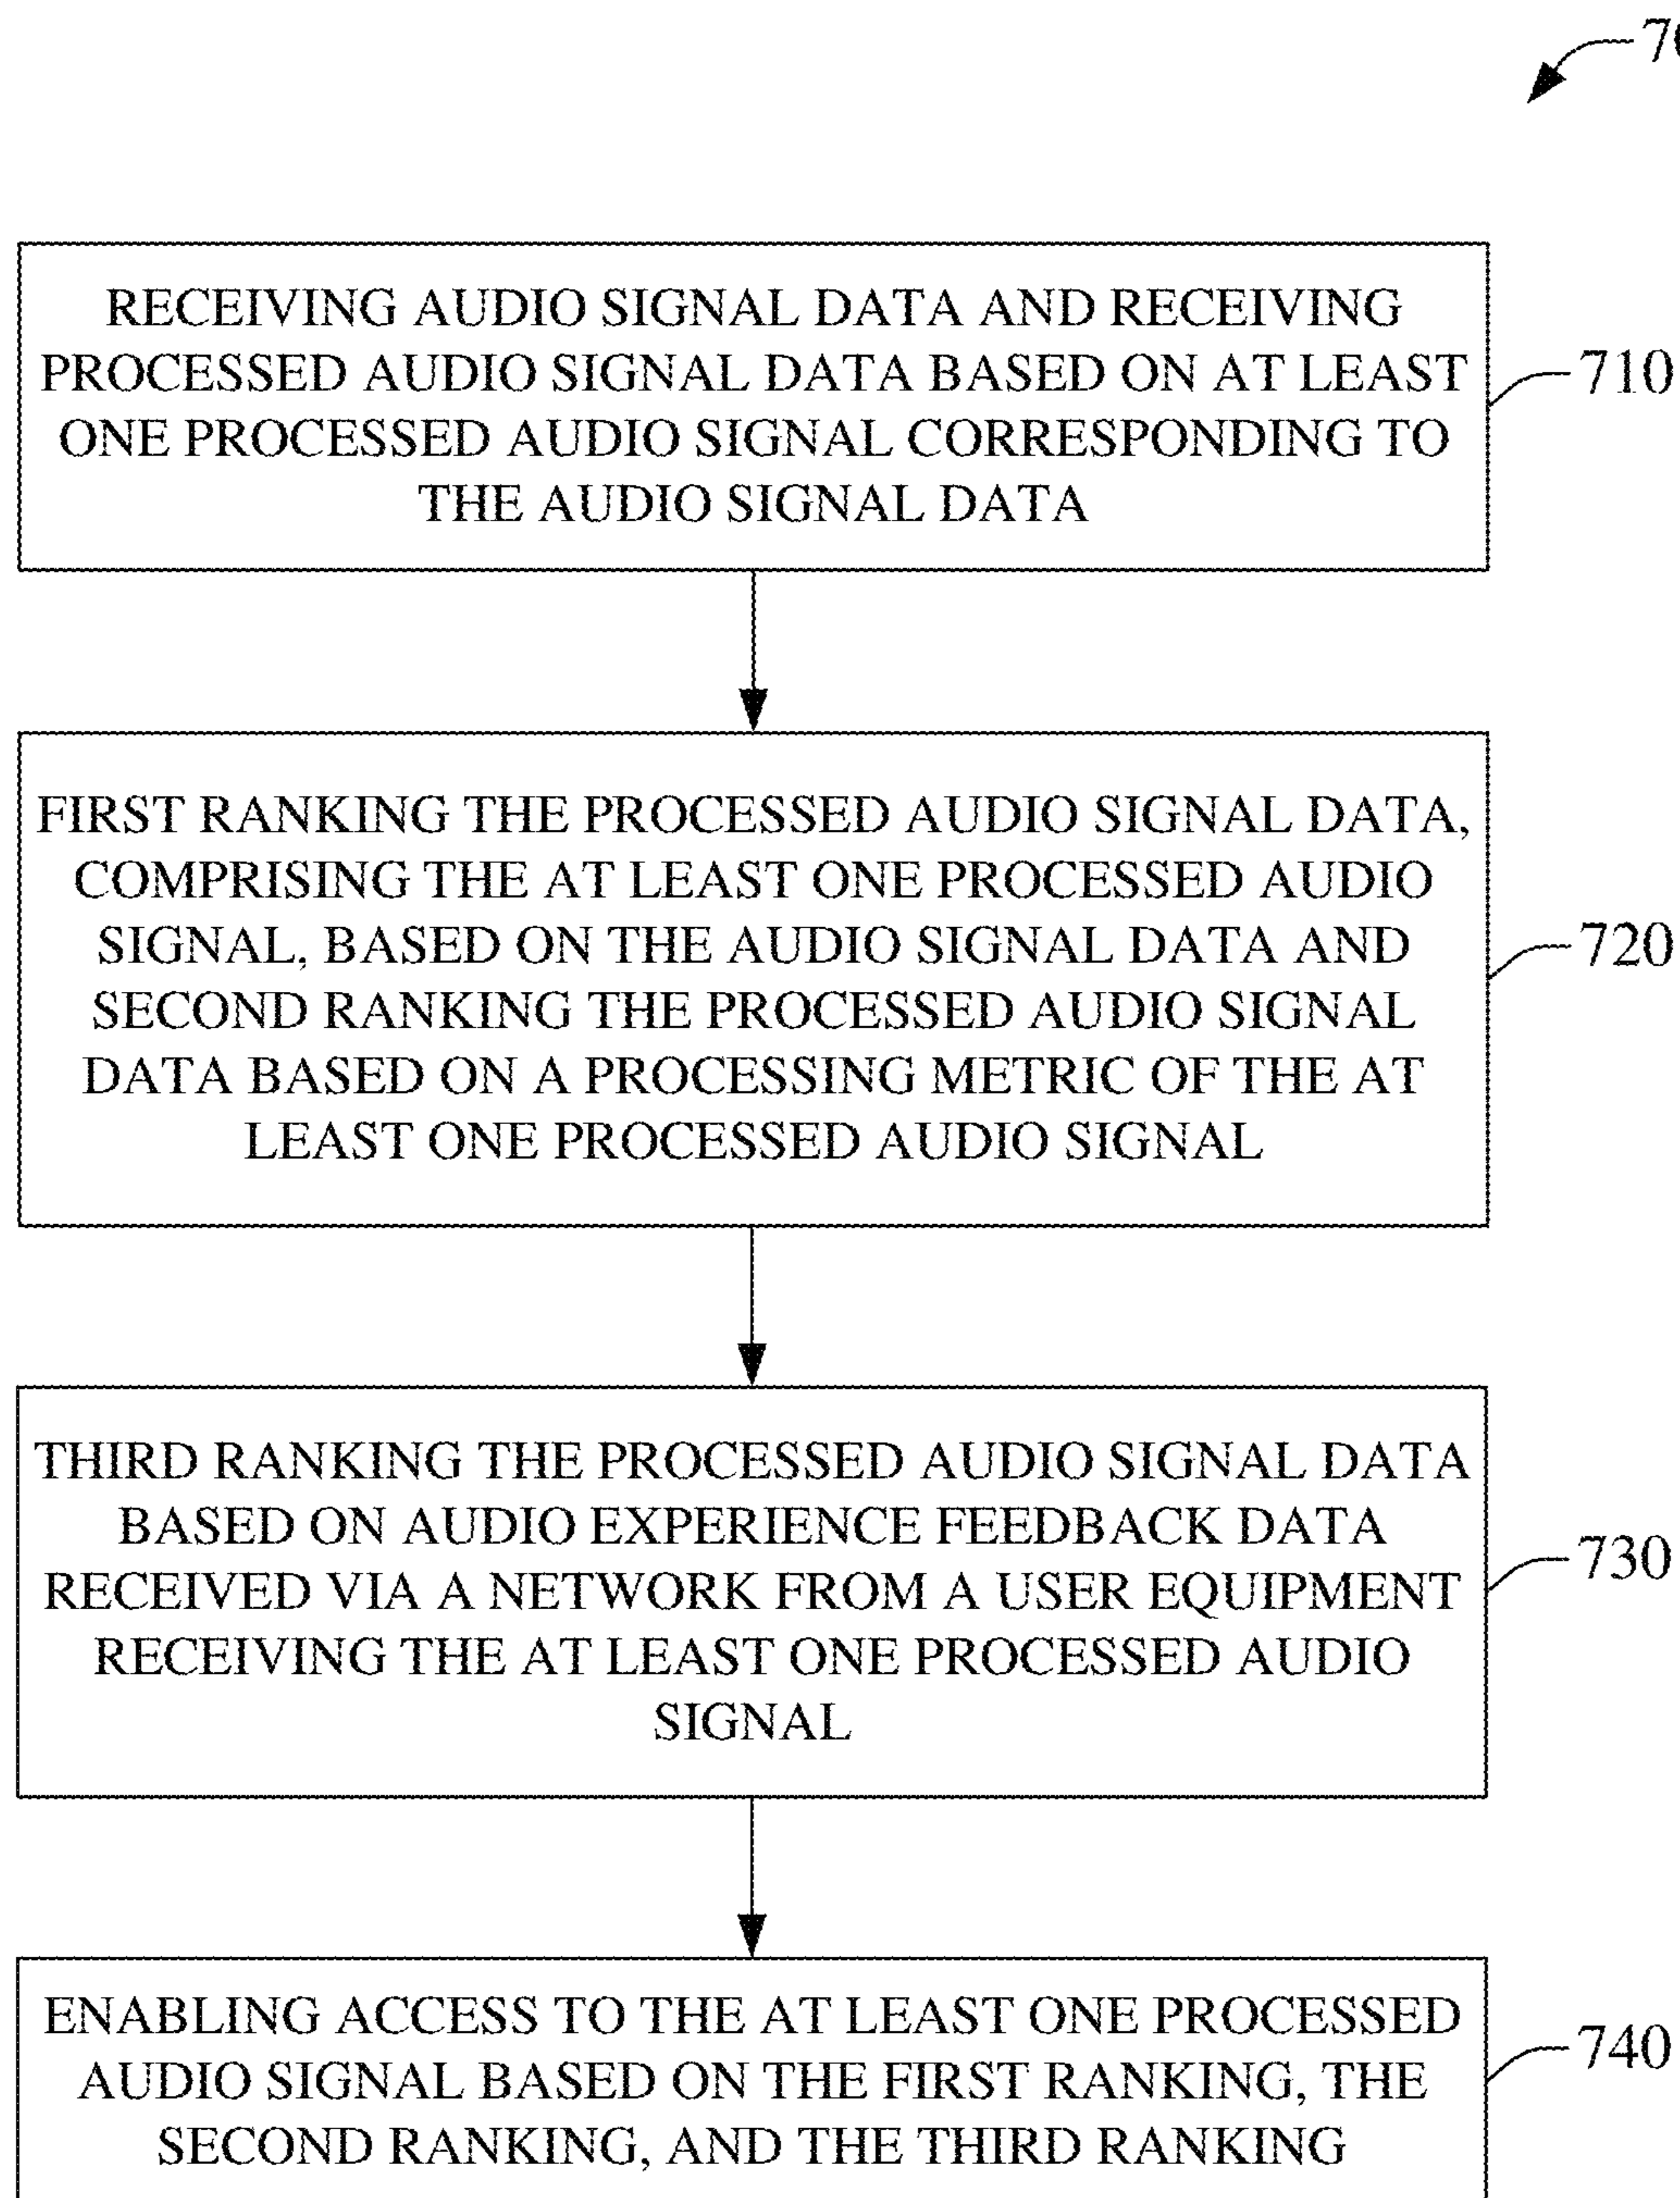 RECEIVING AUDIO SIGNAL DATA AND RECEIVING
PROCESSED AUDIO SIGNAL DATA BASED ON AT LEAST
ONE PROCESSED AUDIO SIGNAL CORRESPONDING TO
THE AUDIO SIGNAL DATA
710
FIRST RANKING THE PROCESSED AUDIO SIGNAL DATA,
COMPRISING THE AT LEAST ONE PROCESSED AUDIO
SIGNAL, BASED ON THE AUDIO SIGNAL DATA AND
SECOND RANKING THE PROCESSED AUDIO SIGNAL
DATA BASED ON A PROCESSING METRIC OF THE AT
LEAST ONE PROCESSED AUDIO SIGNAL
720
THIRD RANKING THE PROCESSED AUDIO SIGNAL DATA
BASED ON AUDIO EXPERIENCE FEEDBACK DATA
RECEIVED VIA A NETWORK FROM A USER EQUIPMENT
RECEIVING THE AT LEAST ONE PROCESSED AUDIO
SIGNAL
730
ENABLING ACCESS TO THE AT LEAST ONE PROCESSED
AUDIO SIGNAL BASED ON THE FIRST RANKING, THE
SECOND RANKING, AND THE THIRD RANKING
740